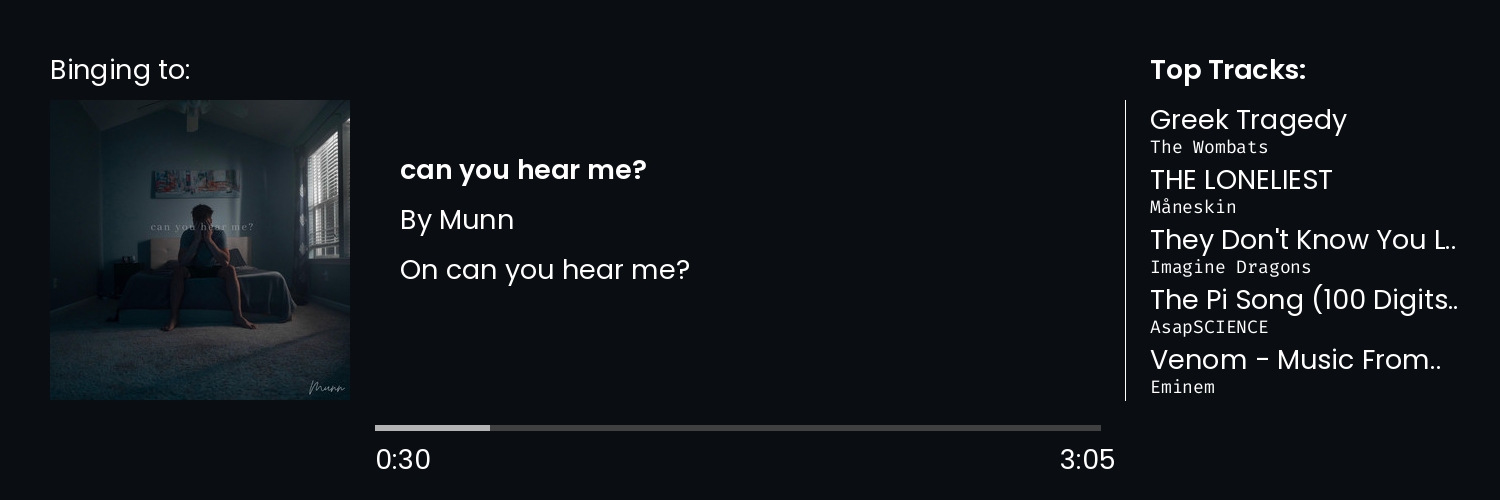 Binging to:
can you hear me?
Munn
can you hear me?
By Munn
On can you hear me?
0:30
3:05
Top Tracks:
Greek Tragedy
The Wombats
THE LONELIEST
Måneskin
They Don't Know You L..
Imagine Dragons
The Pi Song (100 Digits..
AsapSCIENCE
Venom - Music From..
Eminem